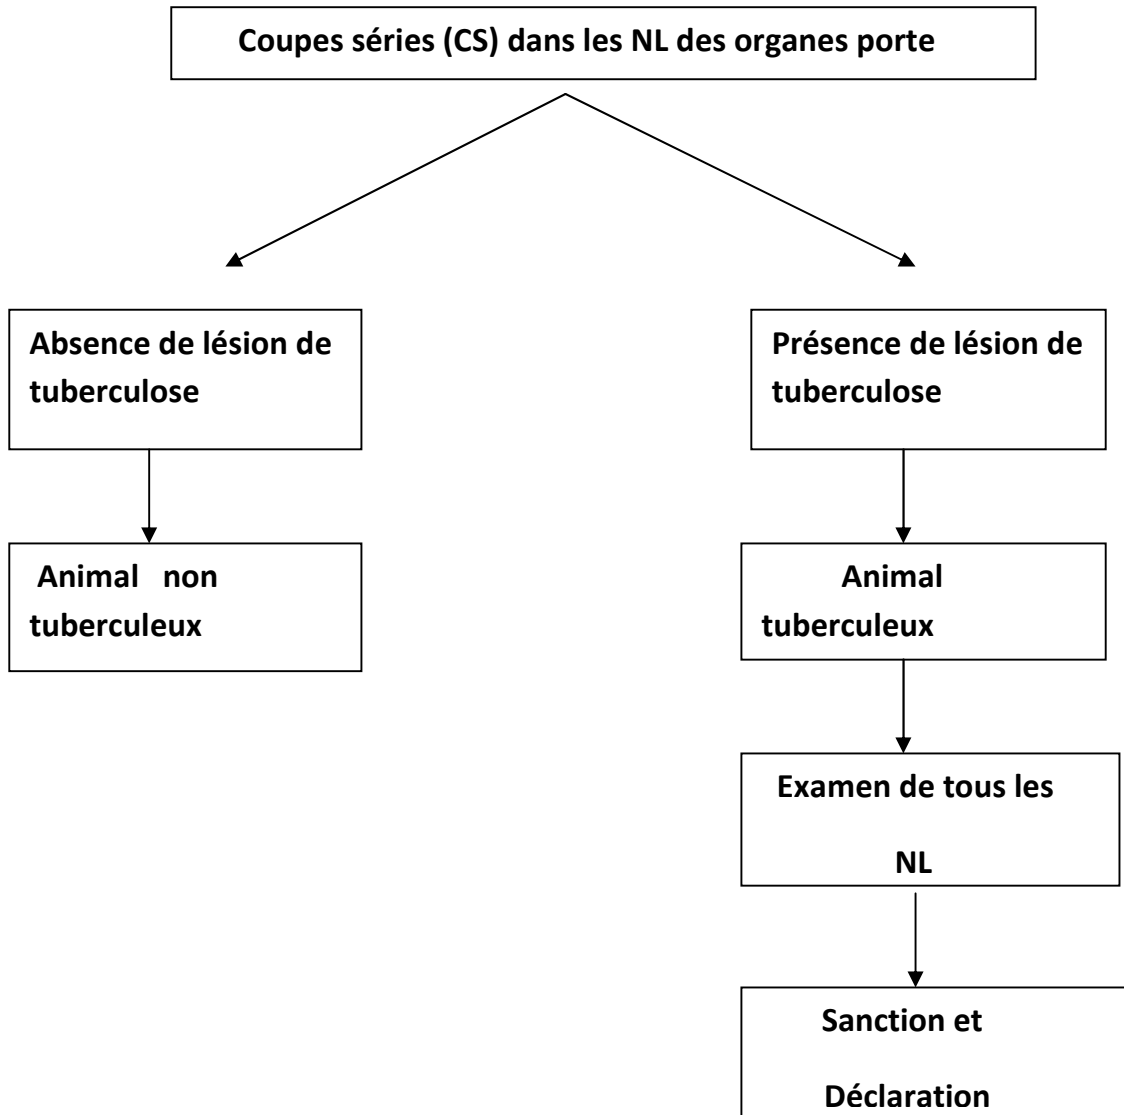 Coupes séries (CS) dans les NL des organes porte
Absence de lésion de
tuberculose
Présence de lésion de
tuberculose
Animal non
tuberculeux
Animal
tuberculeux
Examen de tous les
NL
Sanction et
Déclaration